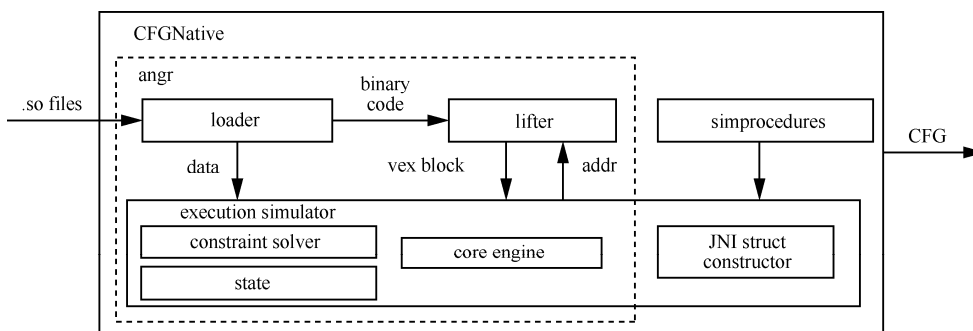 CFGNative
angr
.so files
loader
binary
code
lifter
simprocedures
CFG
data
vex block
addr
execution simulator
constraint solver
core engine
JNI struct
constructor
state